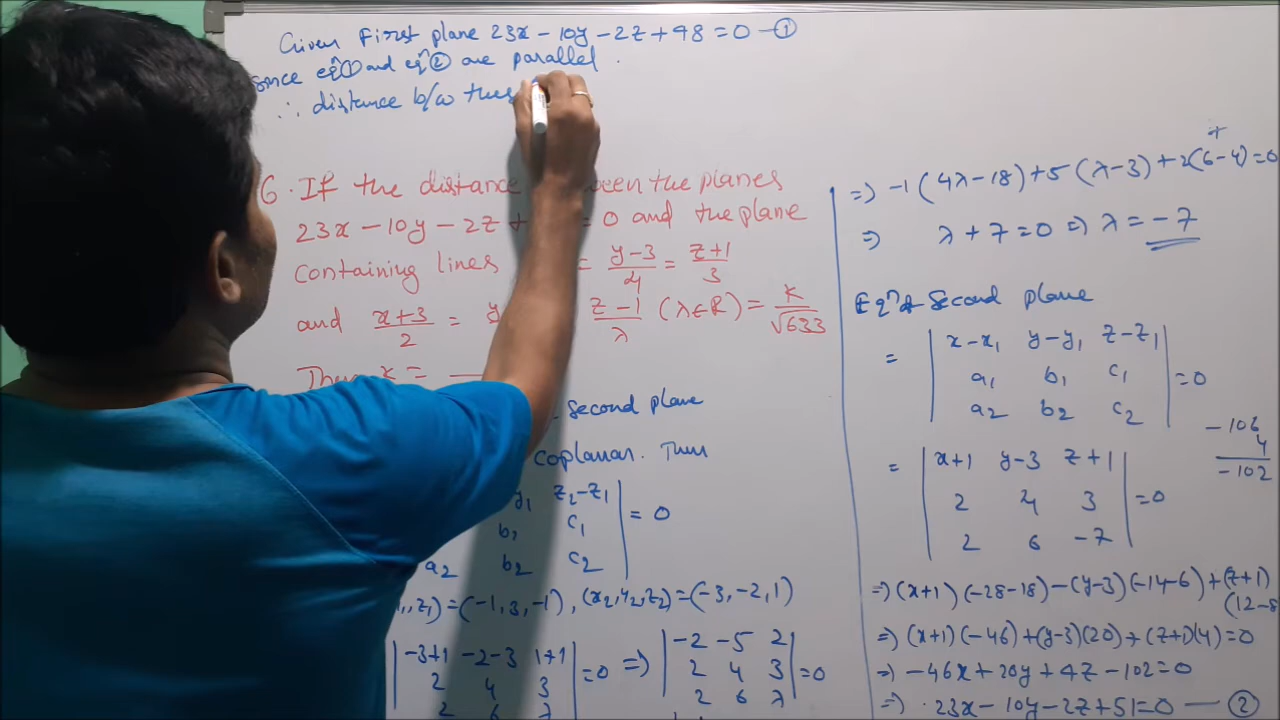 Given First plane 23x - 10y - 2z + 48 = 0 —①
since eqⁿ① and eqⁿ② are parallel .
∴ distance b/w thes
6. If the distance between the planes
23x - 10y - 2z + = 0 and the plane
containing lines = y-3/4 = z+1/3
and x+3/2 = y z-1/λ (λ∈R) = k/√633
Then k = ____
second plane
coplanar. Then
y₁ z₂-z₁
b₁ c₁ = 0
a₂ b₂ c₂
z₁) = (-1, 3, -1), (x₂, y₂, z₂) = (-3, -2, 1)
| -3+1 -2-3 1+1 |
| 2 4 3 | = 0
| 2 6 λ |
⇒ | -2 -5 2 |
| 2 4 3 | = 0
| 2 6 λ |
+
⇒ -1 (4λ-18) + 5 (λ-3) + 2(6-4) = 0
⇒ λ + 7 = 0 ⇒ λ = -7
Eqⁿ of Second plane
= | x-x₁ y-y₁ z-z₁ |
| a₁ b₁ c₁ | = 0
| a₂ b₂ c₂ |
-106
4
-102
= | x+1 y-3 z+1 |
| 2 4 3 | = 0
| 2 6 -7 |
⇒ (x+1) (-28-18) - (y-3) (-14-6) + (z+1)
(12-8
⇒ (x+1) (-46) + (y-3) (20) + (z+1) (4) = 0
⇒ -46x + 20y + 4z - 102 = 0
⇒ 23x - 10y - 2z + 51 = 0 — ②